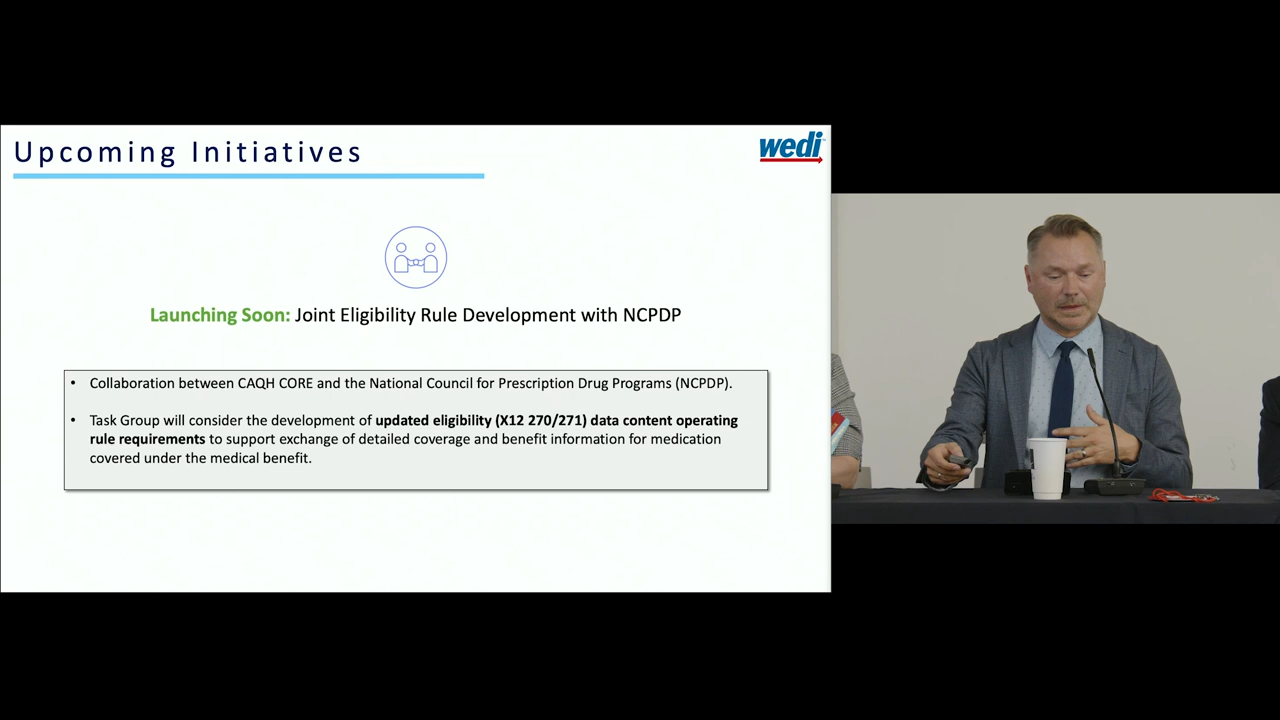 Upcoming Initiatives
wedi
Launching Soon: Joint Eligibility Rule Development with NCPDP
• Collaboration between CAQH CORE and the National Council for Prescription Drug Programs (NCPDP).
• Task Group will consider the development of updated eligibility (X12 270/271) data content operating
rule requirements to support exchange of detailed coverage and benefit information for medication
covered under the medical benefit.